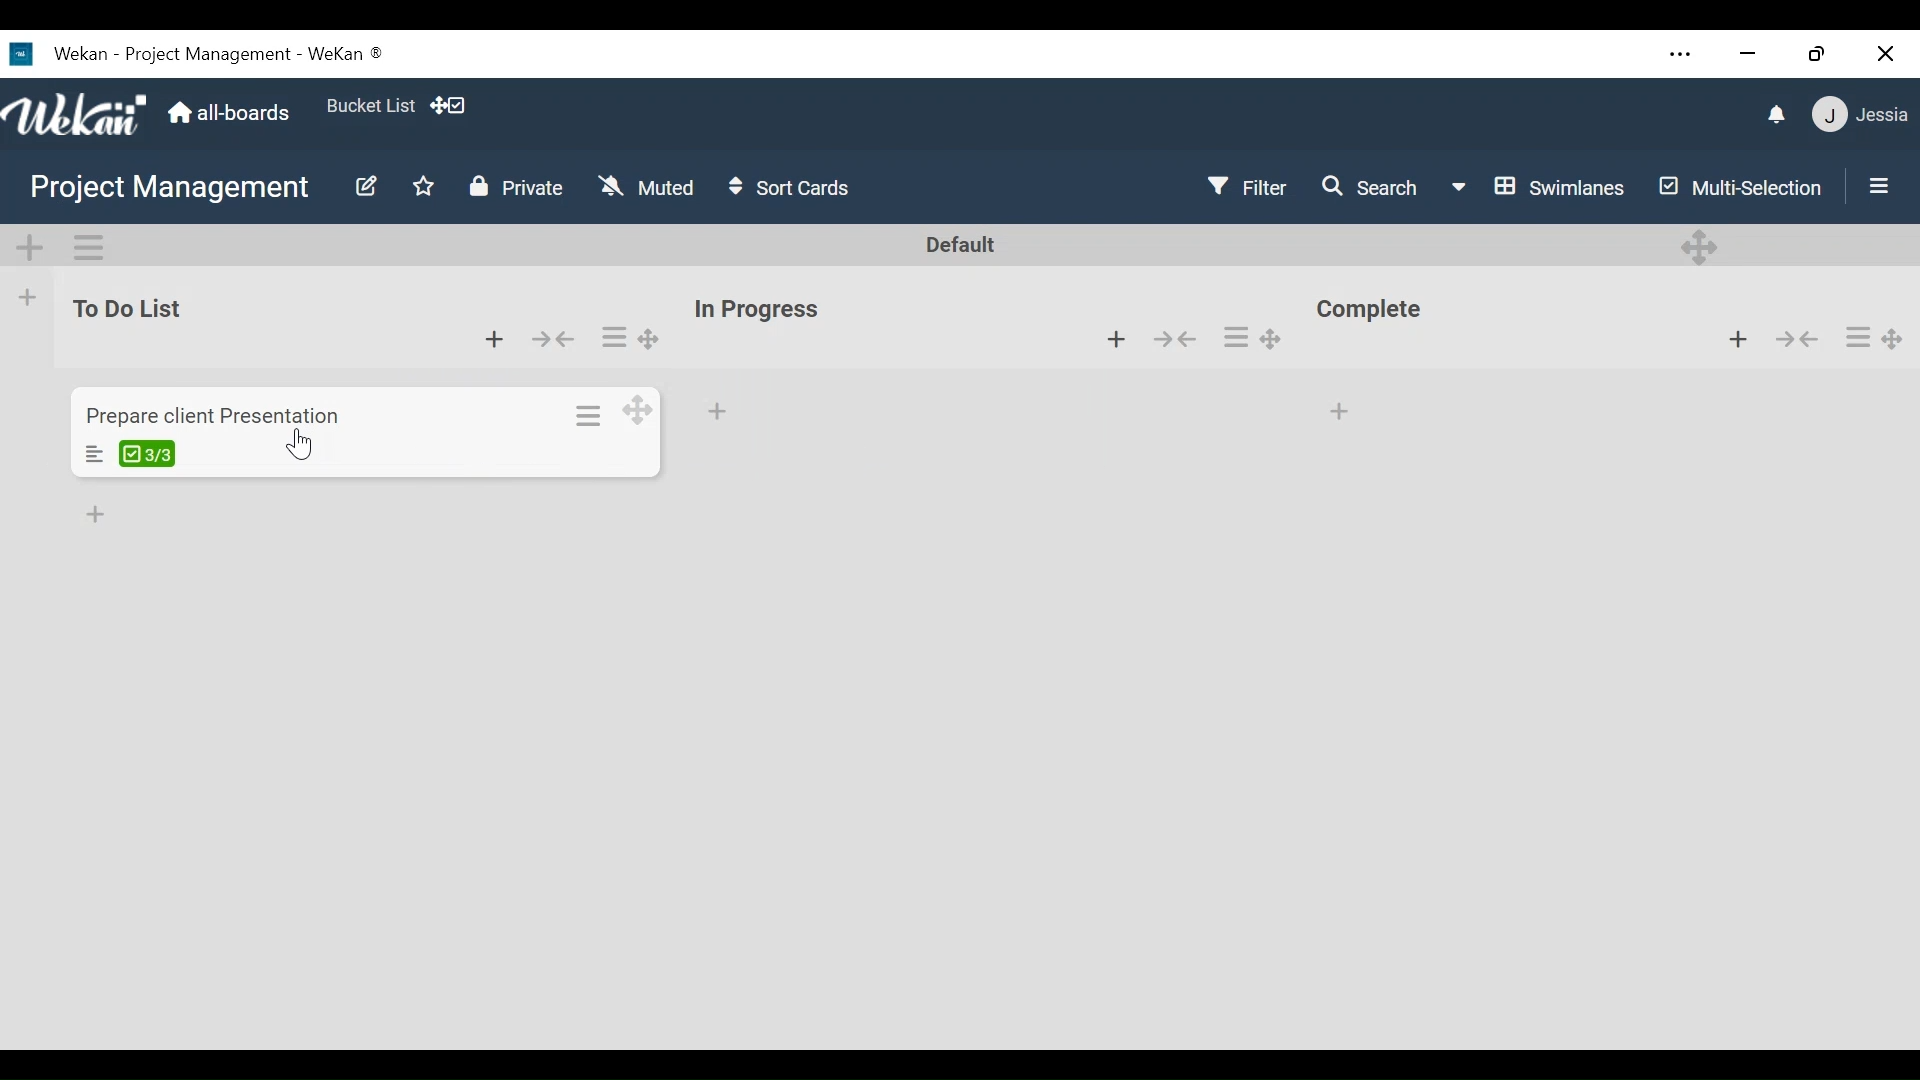 Wekan - Project Management - WeKan ®
Wekan all-boards Bucket List
J Jessia
Project Management Private Muted Sort Cards Filter Search Swimlanes Multi-Selection
Default
To Do List In Progress Complete
Prepare client Presentation
3/3